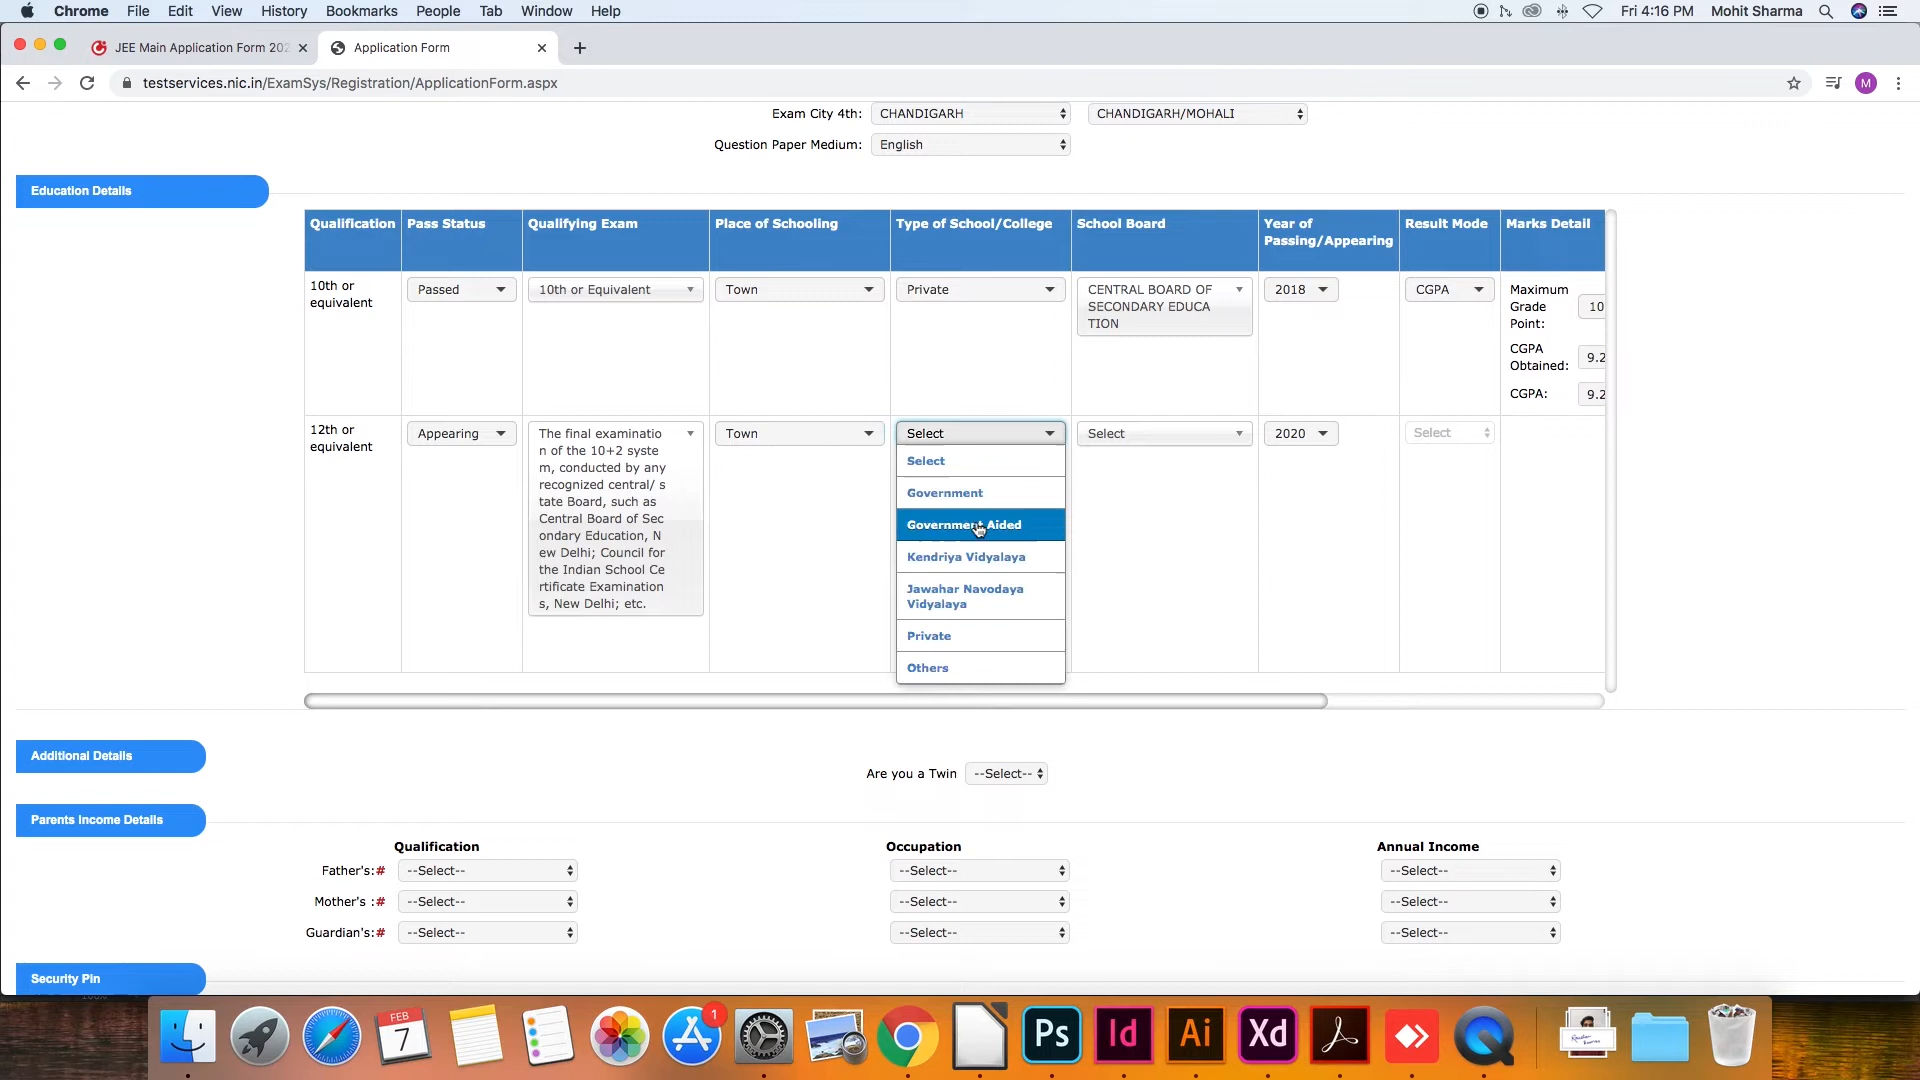 Chrome File Edit View History Bookmarks People Tab Window Help Fri 4:16 PM Mohit Sharma
JEE Main Application Form 202 Application Form
testservices.nic.in/ExamSys/Registration/ApplicationForm.aspx M
Exam City 4th: CHANDIGARH CHANDIGARH/MOHALI
Question Paper Medium: English
Education Details
Qualification Pass Status Qualifying Exam Place of Schooling Type of School/College School Board Year of Passing/Appearing Result Mode Marks Detail
10th or
equivalent
Passed
10th or Equivalent
Town
Private
CENTRAL BOARD OF
SECONDARY EDUCA
TION
2018
CGPA
Maximum
Grade
Point:
10
CGPA
Obtained:
9.2
CGPA: 9.2
12th or
equivalent
Appearing
The final examinatio
n of the 10+2 syste
m, conducted by any
recognized central/ s
tate Board, such as
Central Board of Sec
ondary Education, N
ew Delhi; Council for
the Indian School Ce
rtificate Examination
s, New Delhi; etc.
Town
Select
Select
Government
Government Aided
Kendriya Vidyalaya
Jawahar Navodaya
Vidyalaya
Private
Others
Select
2020
Select
Additional Details
Are you a Twin --Select--
Parents Income Details
Qualification Occupation Annual Income
Father's:# --Select-- --Select-- --Select--
Mother's :# --Select-- --Select-- --Select--
Guardian's:# --Select-- --Select-- --Select--
Security Pin
FEB
7
1
Ps Id Ai Xd